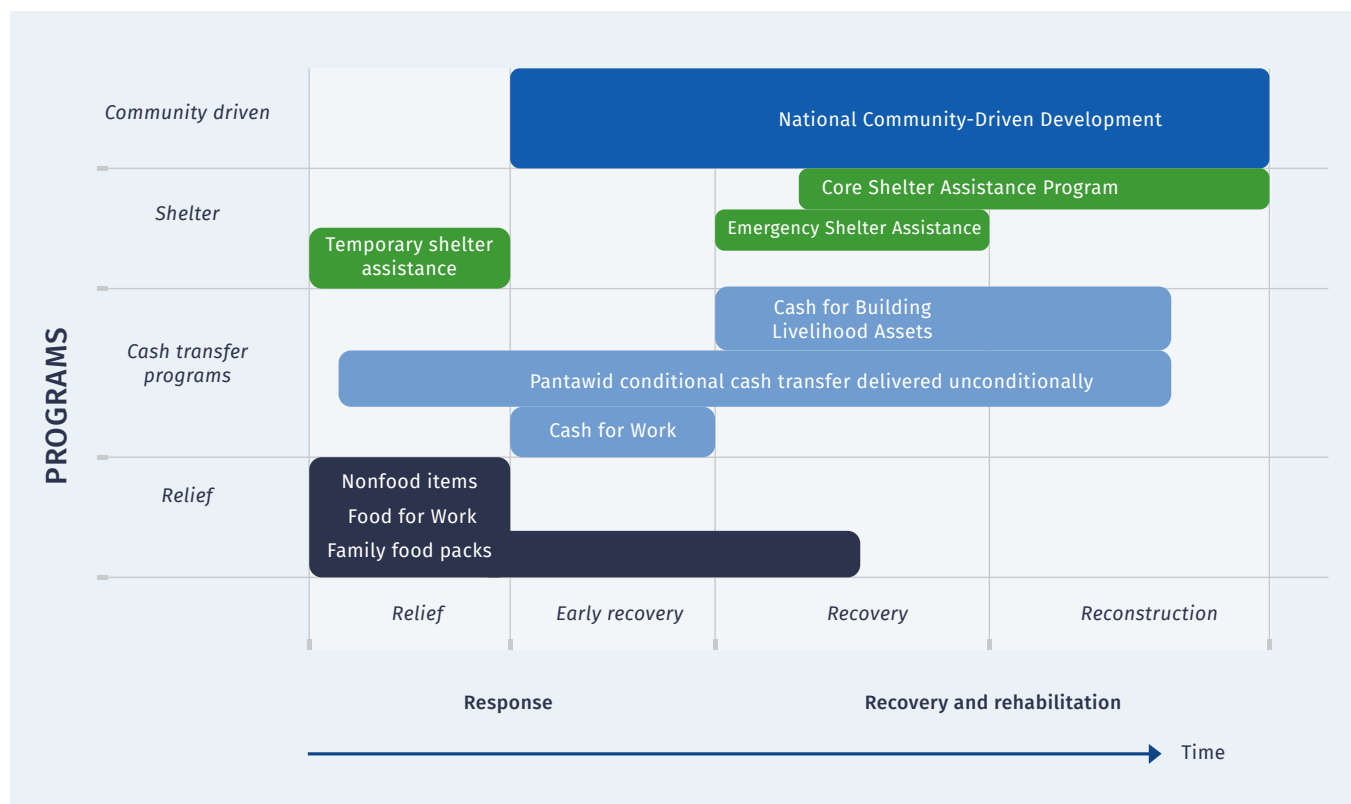 PROGRAMS
Community driven
National Community-Driven Development
Shelter
Core Shelter Assistance Program
Emergency Shelter Assistance
Temporary shelter
assistance
Cash transfer
programs
Cash for Building
Livelihood Assets
Pantawid conditional cash transfer delivered unconditionally
Cash for Work
Relief
Nonfood items
Food for Work
Family food packs
Relief
Early recovery
Recovery
Reconstruction
Response
Recovery and rehabilitation
Time